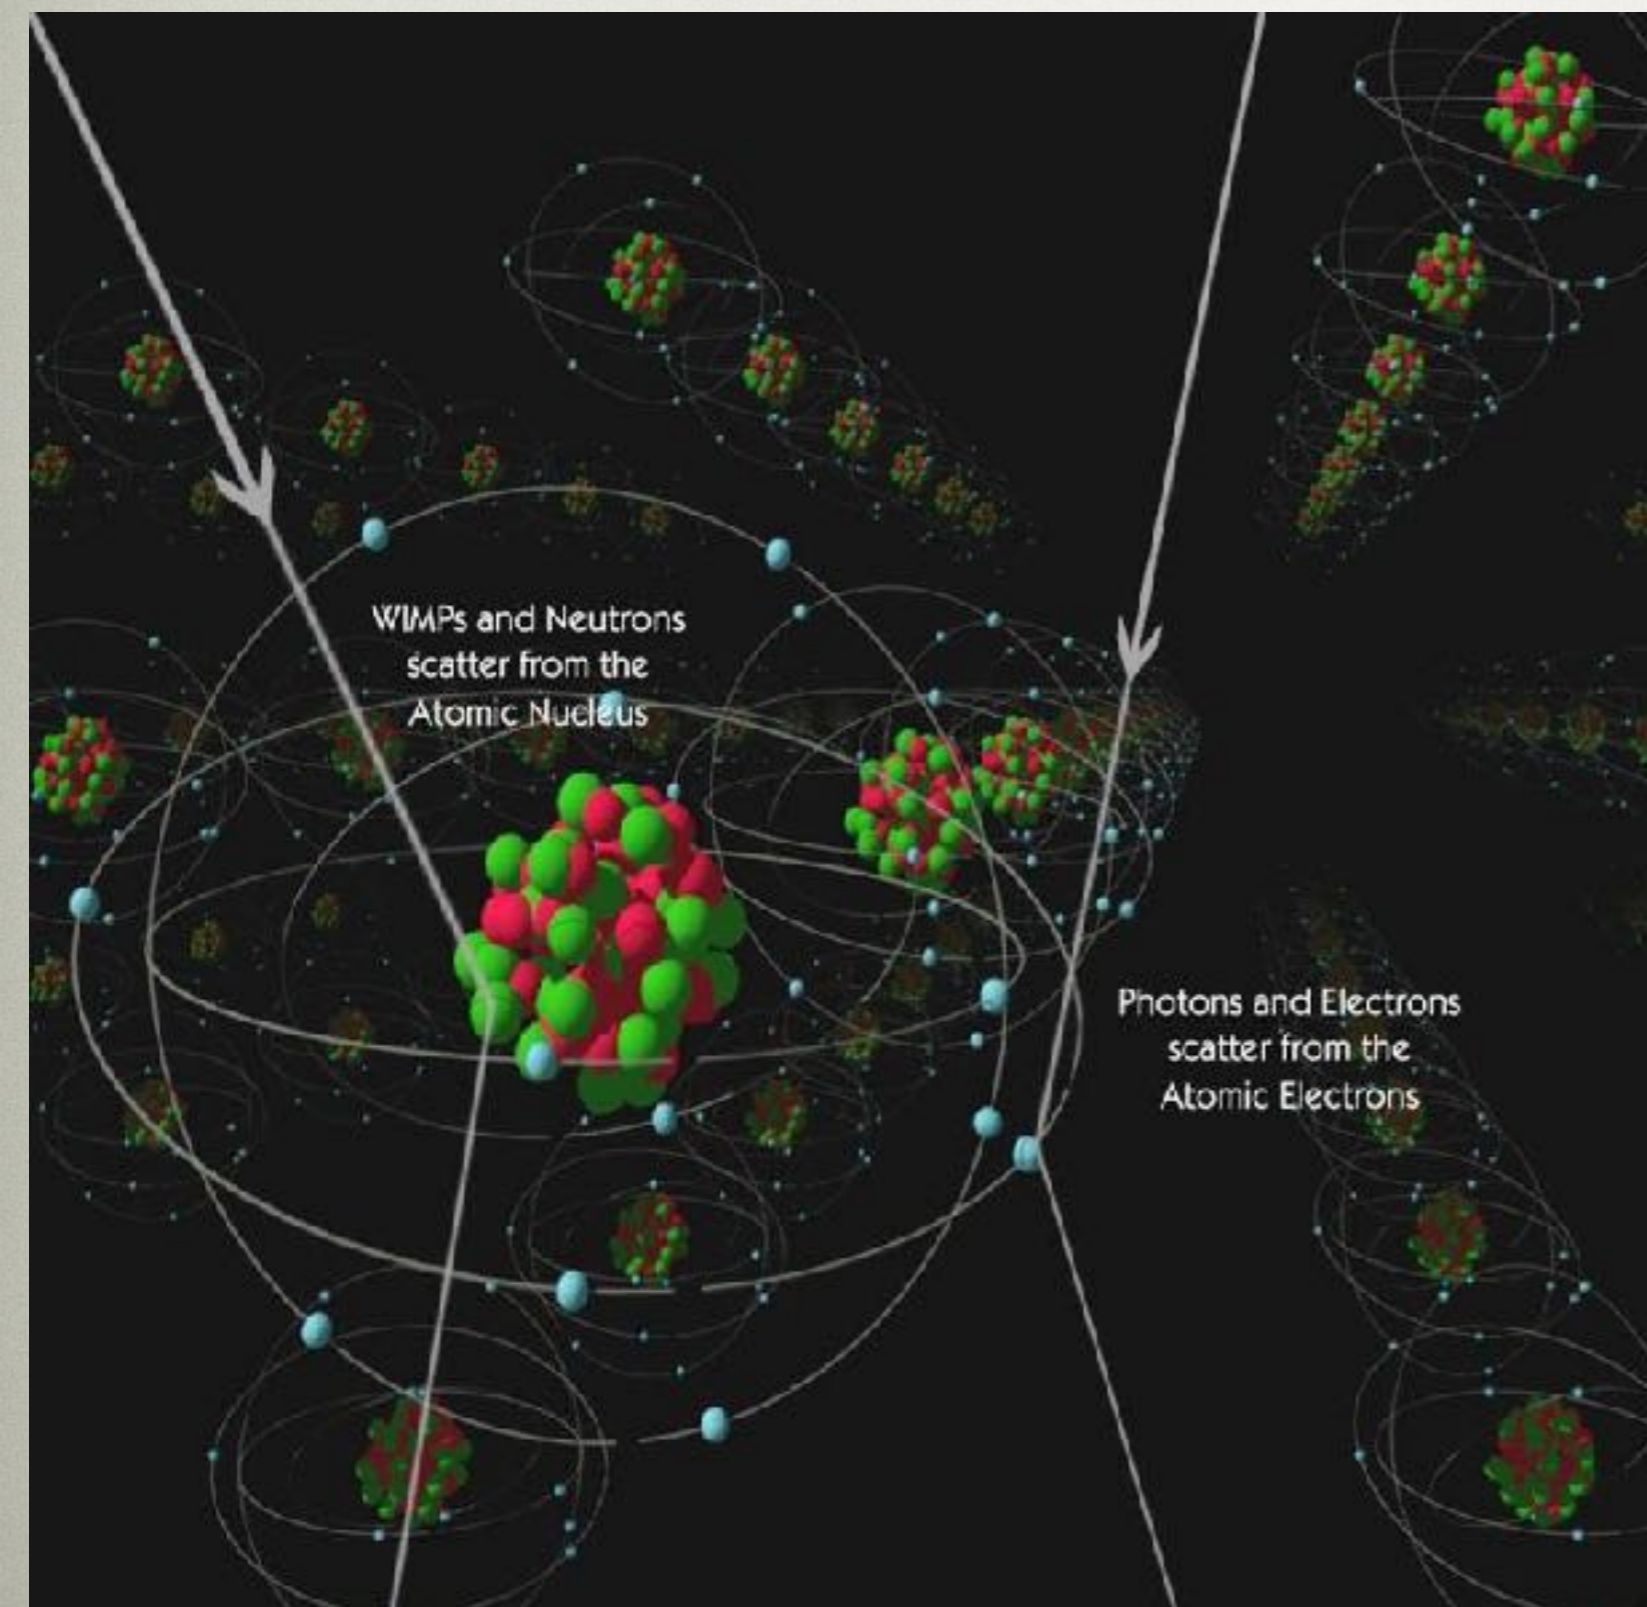 WIMPs and Neutrons
scatter from the
Atomic Nucleus
Photons and Electrons
scatter from the
Atomic Electrons